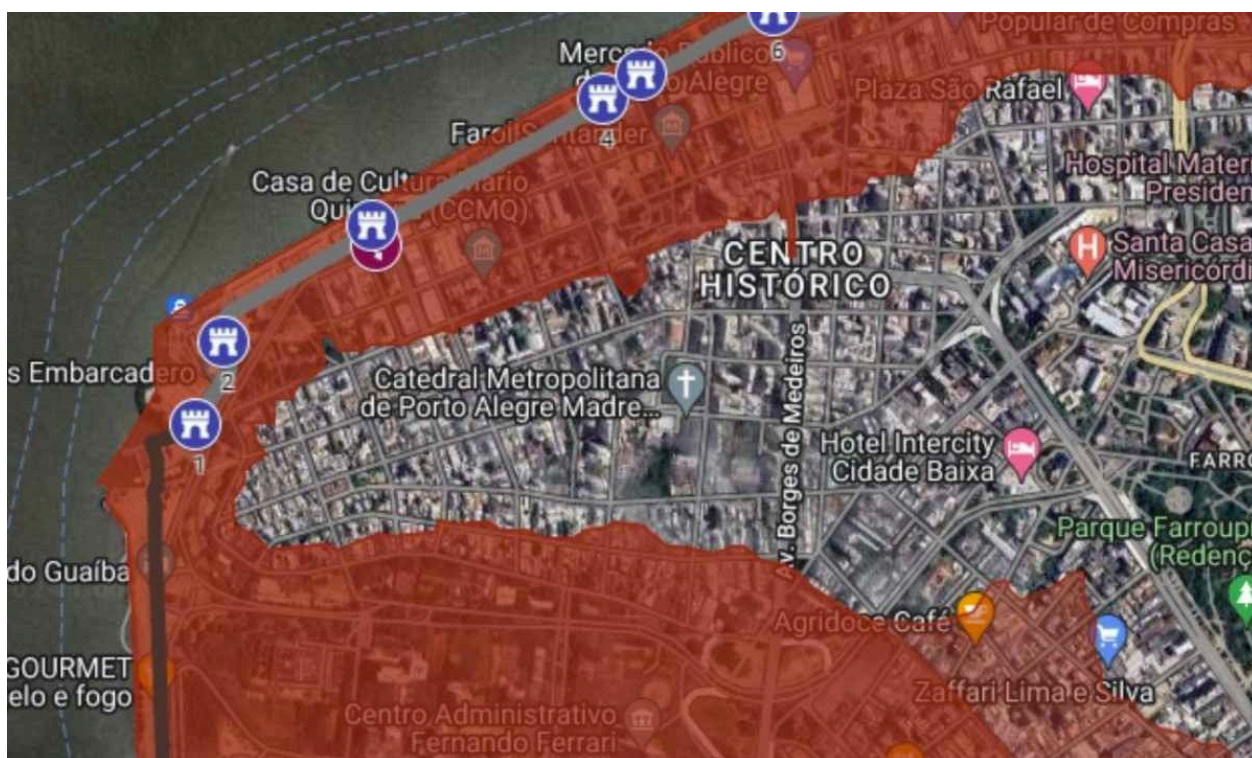 Popular de Compras
6
Mercado Público
de Porto Alegre
Plaza São Rafael
4
Farol Santander
Hospital Mater
Presiden
Casa de Cultura Mario
Quintana (CCMQ)
CENTRO
HISTÓRICO
Santa Casa
Misericordi
H
2
s Embarcadero
Catedral Metropolitana
de Porto Alegre Madre...
Av. Borges de Medeiros
1
Hotel Intercity
Cidade Baixa
FARRO
Parque Farroup
(Redenç
do Guaíba
Agridoce Café
GOURMET
elo e fogo
Zaffari Lima e Silva
Centro Administrativo
Fernando Ferrari